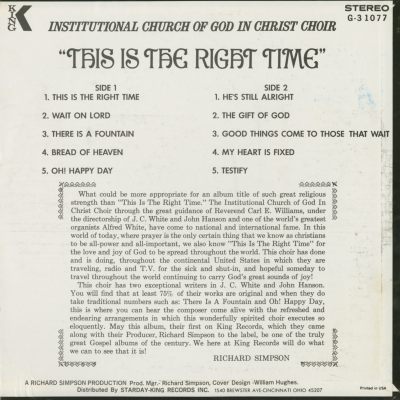 KING K
STEREO
G-31077
INSTITUTIONAL CHURCH OF GOD IN CHRIST CHOIR
"THIS IS THE RIGHT TIME"
SIDE 1
1. THIS IS THE RIGHT TIME
2. WAIT ON LORD
3. THERE IS A FOUNTAIN
4. BREAD OF HEAVEN
5. OH! HAPPY DAY
SIDE 2
1. HE'S STILL ALRIGHT
2. THE GIFT OF GOD
3. GOOD THINGS COME TO THOSE THAT WAIT
4. MY HEART IS FIXED
5. TESTIFY
What could be more appropriate for an album title of such great religious
strength than "This Is The Right Time." The Institutional Church of God In
Christ Choir through the great guidance of Reverend Carl E. Williams, under
the directorship of J. C. White and John Hanson and one of the world's greatest
organists Alfred White, have come to national and international fame. In this
world of today, where prayer is the only certain thing that we know as christians
to be all-power and all-important, we also know "This Is The Right Time" for
the love and joy of God to be spread throughout the world. This choir has done
and is doing, throughout the continental United States in which they are
traveling, radio and T.V. for the sick and shut-in, and hopeful someday to
travel throughout the world continuing to carry God's great sounds of joy!
This choir has two exceptional writers in J. C. White and John Hanson.
You will find that at least 75% of their works are original and when they do
take traditional numbers such as: There Is A Fountain and Oh! Happy Day,
this is where you can hear the composer come alive with the refreshed and
endearing arrangements in which this wonderfully spirited choir executes so
eloquently. May this album, their first on King Records, which they came
along with their Producer, Richard Simpson to the label, be one of the truly
great Gospel albums of the century. We here at King Records will do what
we can to see that it is!
RICHARD SIMPSON
A RICHARD SIMPSON PRODUCTION Prod. Mgr.- Richard Simpson, Cover Design -William Hughes.
Distributed By STARDAY-KING RECORDS INC. 1540 BREWSTER AVE-CINCINNATI OHIO 45207
Printed in USA